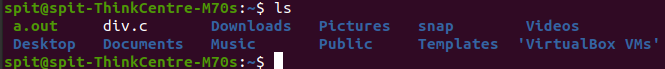 spit@spit-ThinkCentre-M70s:~$ ls
a.out div.c Downloads Pictures snap Videos
Desktop Documents Music Public Templates 'VirtualBox VMs'
spit@spit-ThinkCentre-M70s:~$